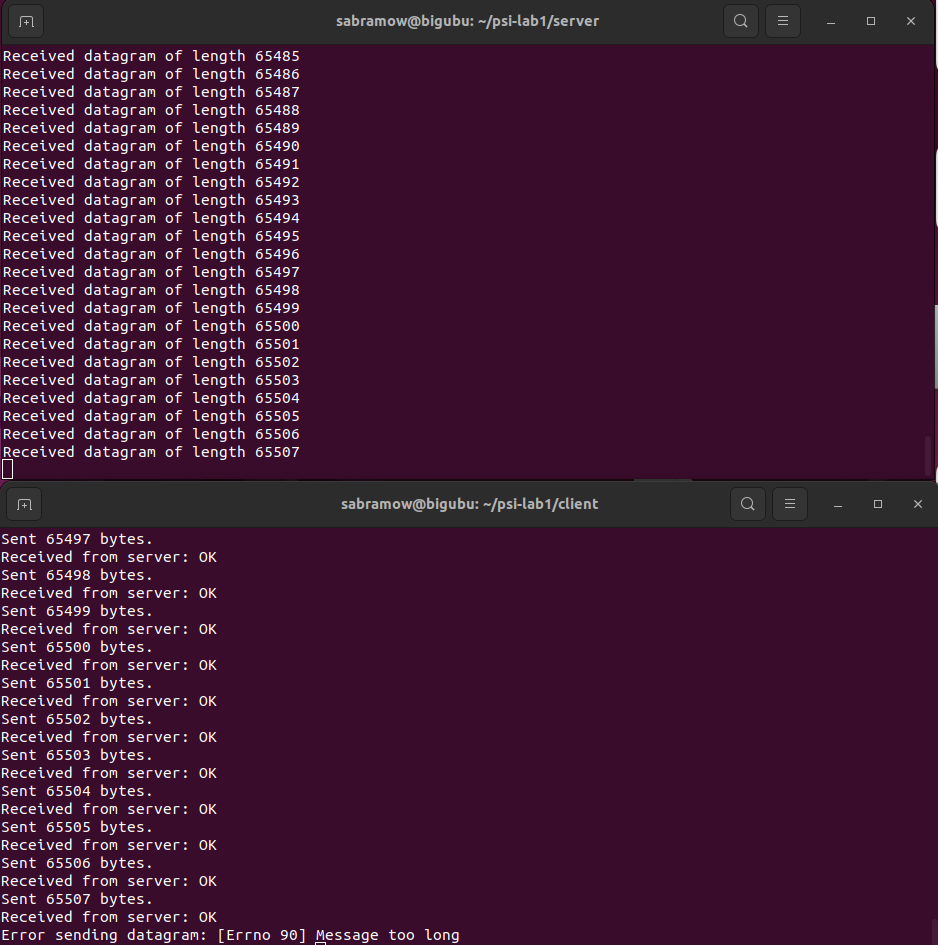 sabramow@bigubu: ~/psi-lab1/server
Received datagram of length 65485
Received datagram of length 65486
Received datagram of length 65487
Received datagram of length 65488
Received datagram of length 65489
Received datagram of length 65490
Received datagram of length 65491
Received datagram of length 65492
Received datagram of length 65493
Received datagram of length 65494
Received datagram of length 65495
Received datagram of length 65496
Received datagram of length 65497
Received datagram of length 65498
Received datagram of length 65499
Received datagram of length 65500
Received datagram of length 65501
Received datagram of length 65502
Received datagram of length 65503
Received datagram of length 65504
Received datagram of length 65505
Received datagram of length 65506
Received datagram of length 65507
sabramow@bigubu: ~/psi-lab1/client
Sent 65497 bytes.
Received from server: OK
Sent 65498 bytes.
Received from server: OK
Sent 65499 bytes.
Received from server: OK
Sent 65500 bytes.
Received from server: OK
Sent 65501 bytes.
Received from server: OK
Sent 65502 bytes.
Received from server: OK
Sent 65503 bytes.
Received from server: OK
Sent 65504 bytes.
Received from server: OK
Sent 65505 bytes.
Received from server: OK
Sent 65506 bytes.
Received from server: OK
Sent 65507 bytes.
Received from server: OK
Error sending datagram: [Errno 90] Message too long